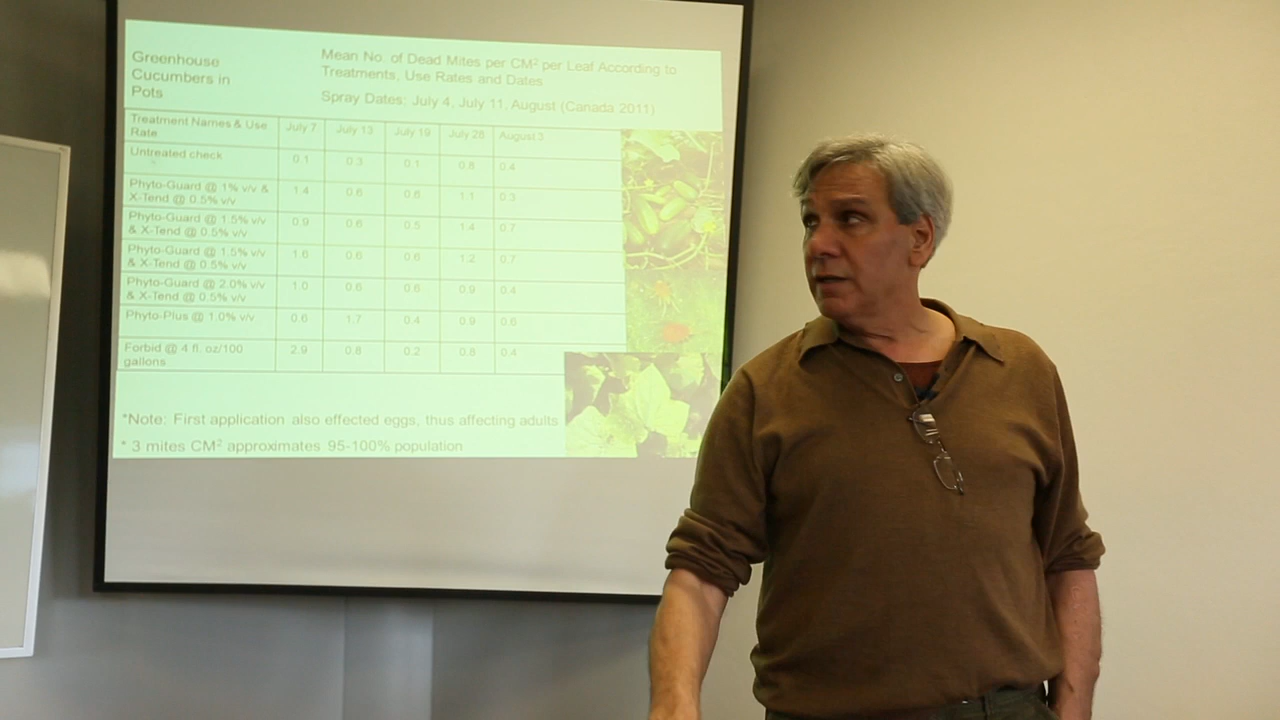 Greenhouse
Cucumbers in
Pots
Mean No. of Dead Mites per CM² per Leaf According to
Treatments, Use Rates and Dates
Spray Dates: July 4, July 11, August (Canada 2011)
Treatment Names & Use
Rate
July 7 July 13 July 19 July 28 August 3
Untreated check 0.1 0.3 0.1 0.8 0.4
Phyto-Guard @ 1% v/v &
X-Tend @ 0.5% v/v
1.4 0.6 0.6 1.1 0.3
Phyto-Guard @ 1.5% v/v
& X-Tend @ 0.5% v/v
0.9 0.6 0.5 1.4 0.7
Phyto-Guard @ 1.5% v/v
& X-Tend @ 0.5% v/v
1.6 0.6 0.6 1.2 0.7
Phyto-Guard @ 2.0% v/v
& X-Tend @ 0.5% v/v
1.0 0.6 0.6 0.9 0.4
Phyto-Plus @ 1.0% v/v 0.6 1.7 0.4 0.9 0.6
Forbid @ 4 fl. oz/100
gallons
2.9 0.8 0.2 0.8 0.4
*Note: First application also effected eggs, thus affecting adults
* 3 mites CM² approximates 95-100% population